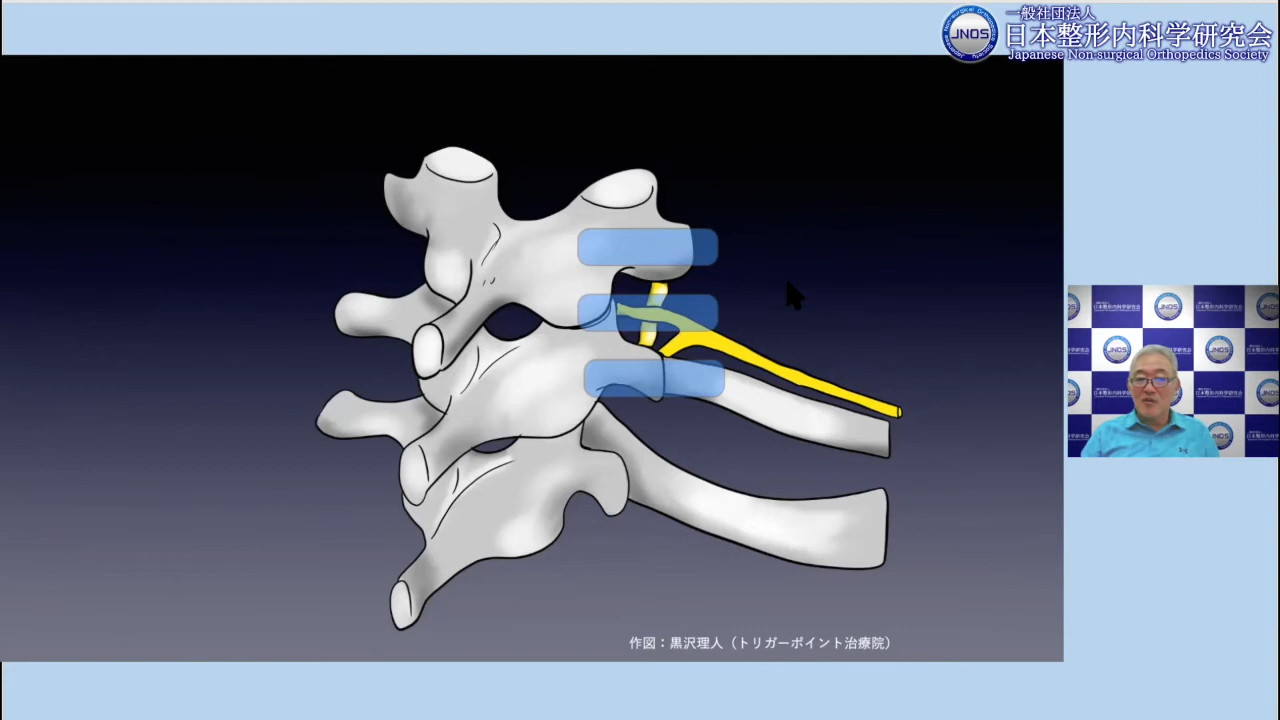 一般社団法人
JNOS
日本整形内科学研究会
Japanese Non-surgical Orthopedics Society
作図：黒沢理人（トリガーポイント治療院）